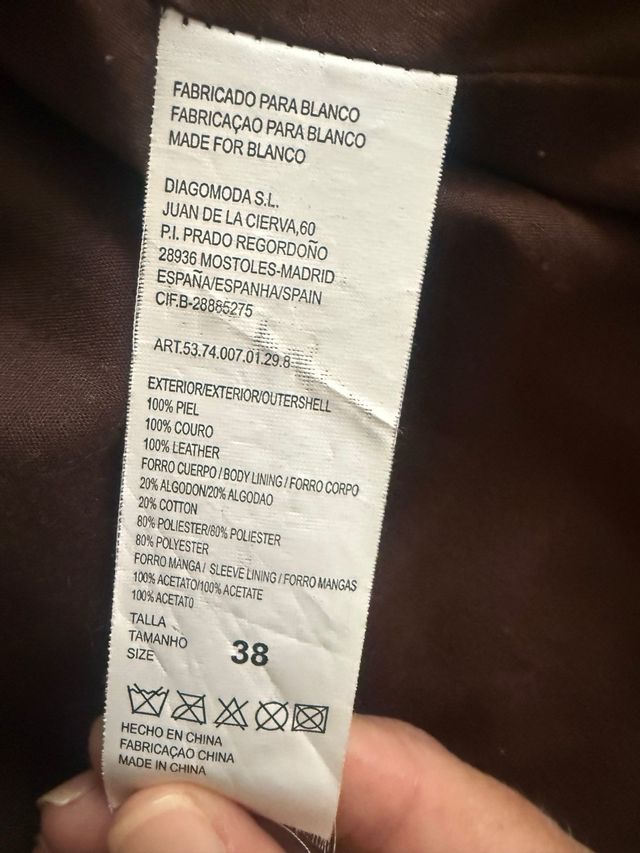 FABRICADO PARA BLANCO
FABRICAÇAO PARA BLANCO
MADE FOR BLANCO
DIAGOMODA S.L.
JUAN DE LA CIERVA,60
P.I. PRADO REGORDOÑO
28936 MOSTOLES-MADRID
ESPAÑA/ESPANHA/SPAIN
CIF.B-28885275
ART.53.74.007.01.29.8
EXTERIOR/EXTERIOR/OUTERSHELL
100% PIEL
100% COURO
100% LEATHER
FORRO CUERPO / BODY LINING / FORRO CORPO
20% ALGODON/20% ALGODAO
20% COTTON
80% POLIESTER/80% POLIESTER
80% POLYESTER
FORRO MANGA / SLEEVE LINING / FORRO MANGAS
100% ACETATO/100% ACETATE
100% ACETATO
TALLA
TAMANHO 38
SIZE
HECHO EN CHINA
FABRICAÇAO CHINA
MADE IN CHINA